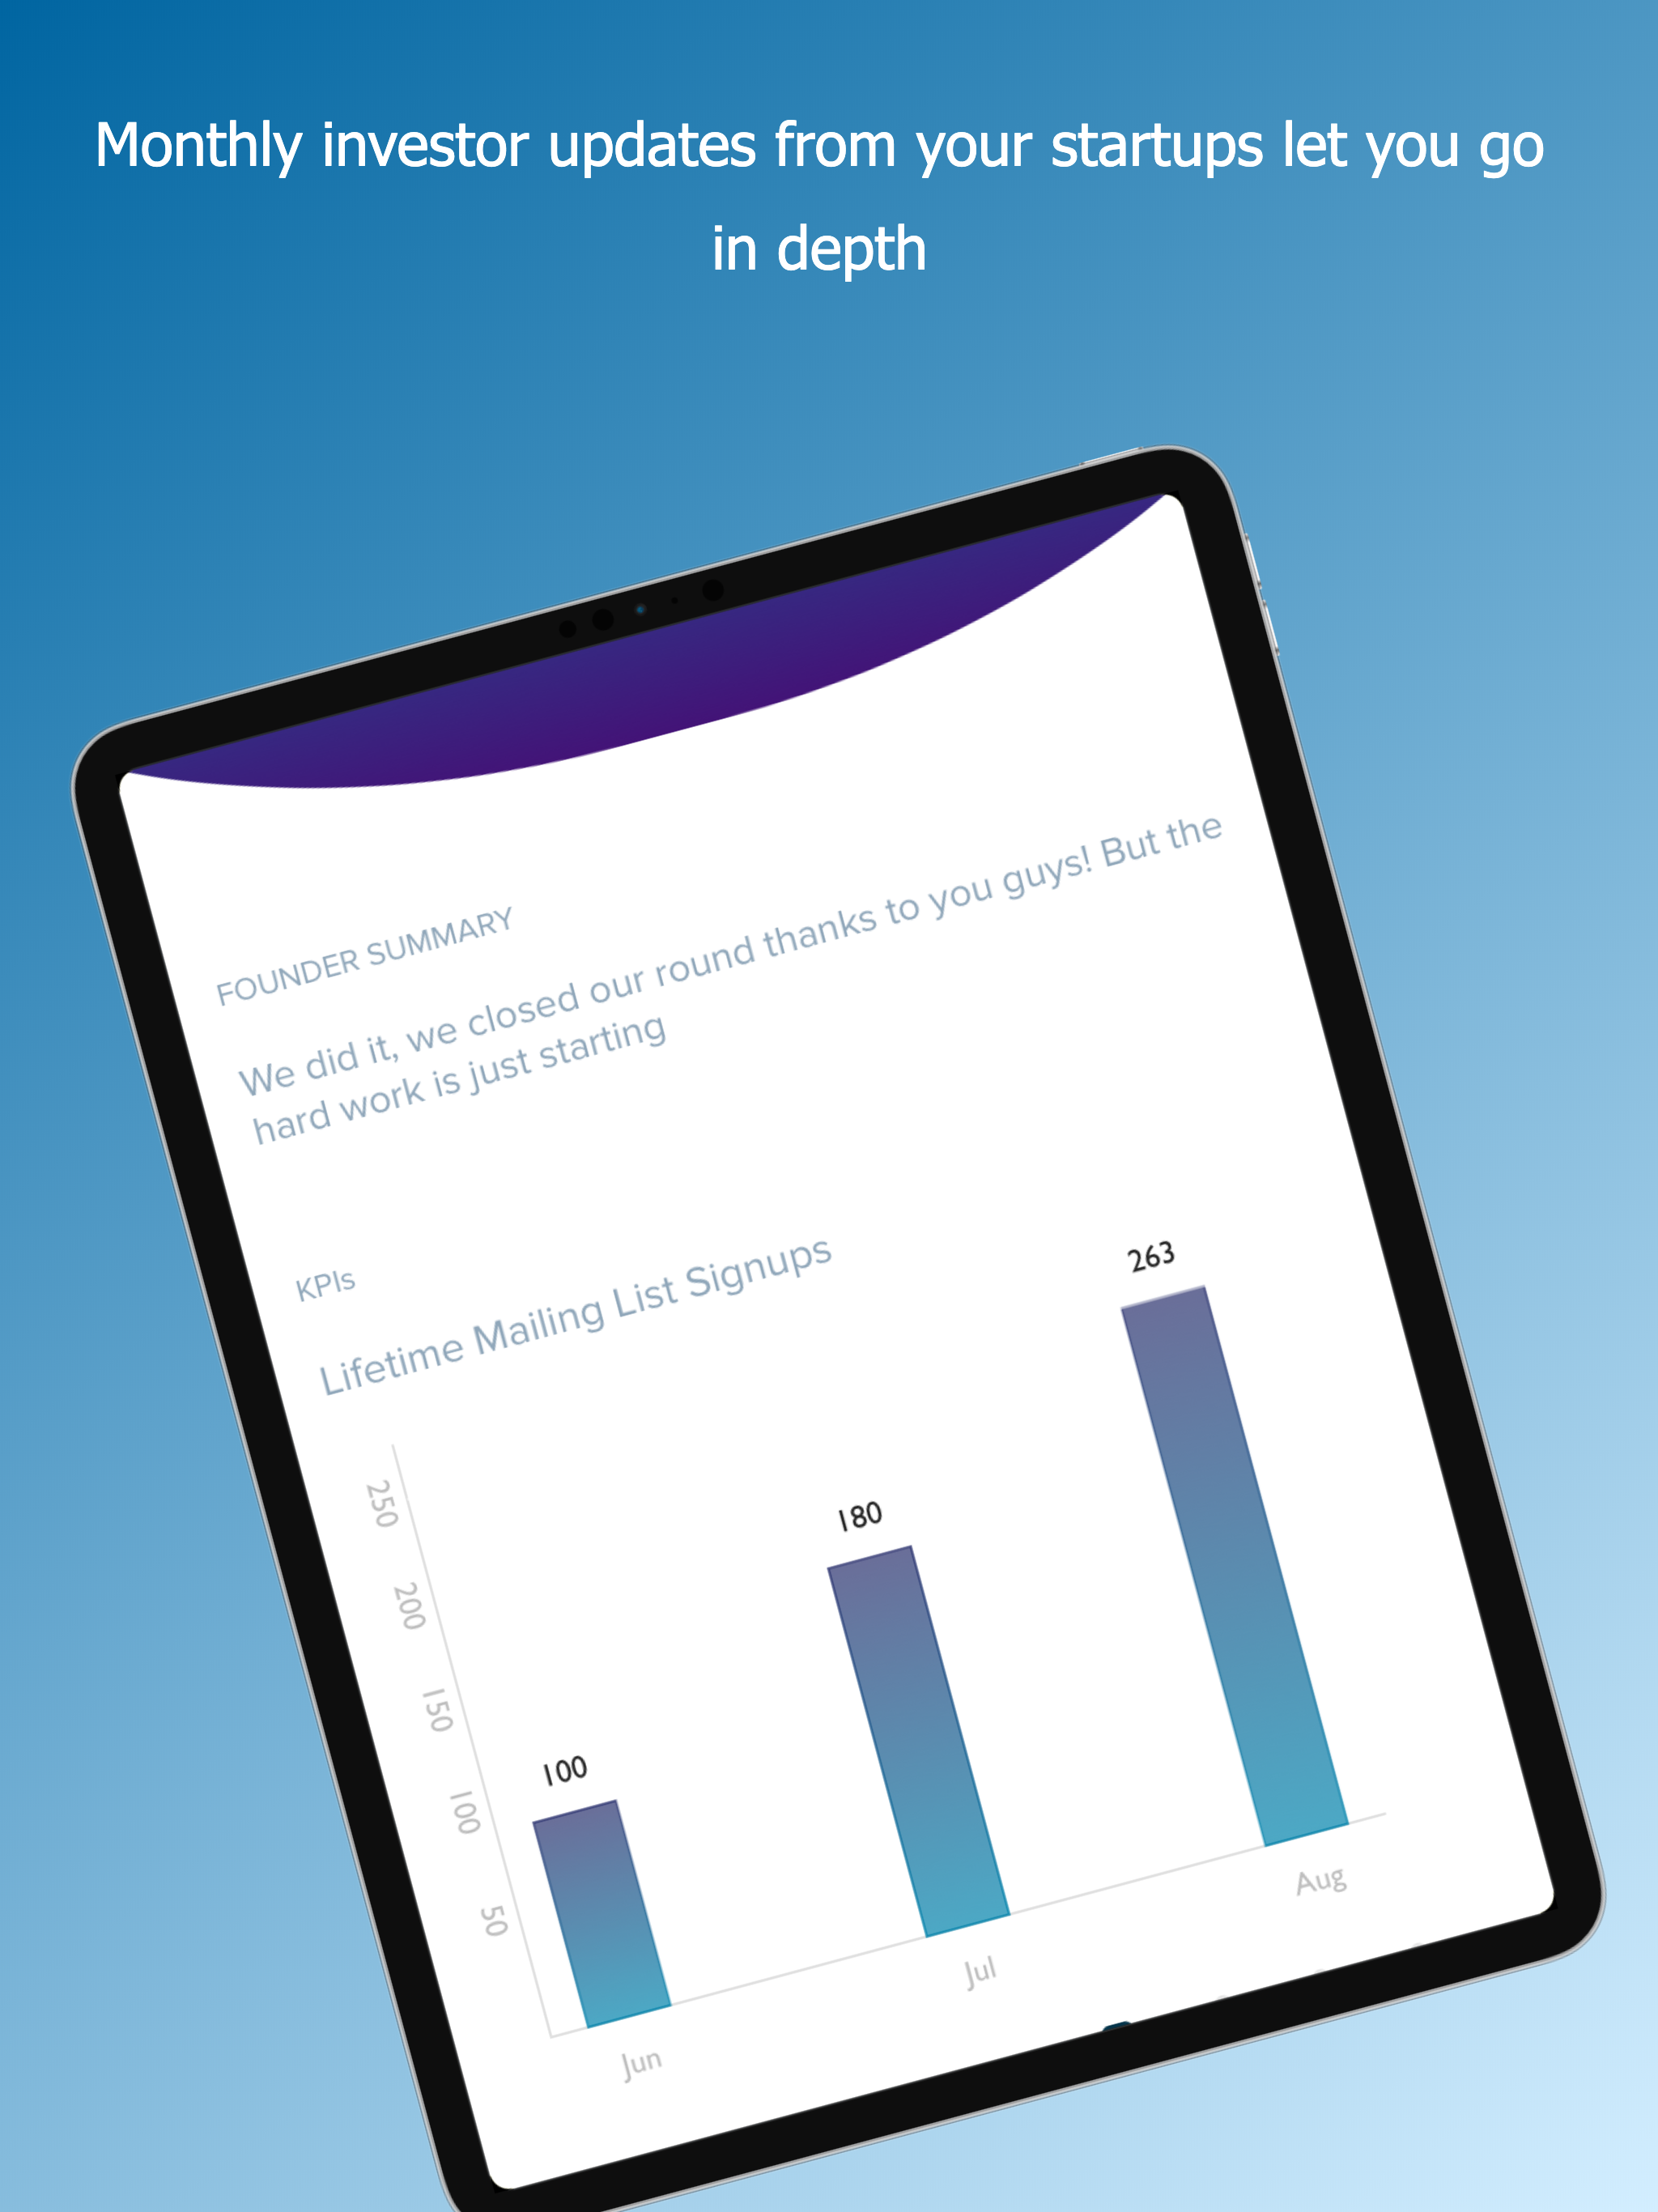 Monthly investor updates from your startups let you go
in depth
FOUNDER SUMMARY
We did it, we closed our round thanks to you guys! But the
hard work is just starting
KPIs
Lifetime Mailing List Signups
250
200
150
100
50
100
180
263
Jun
Jul
Aug